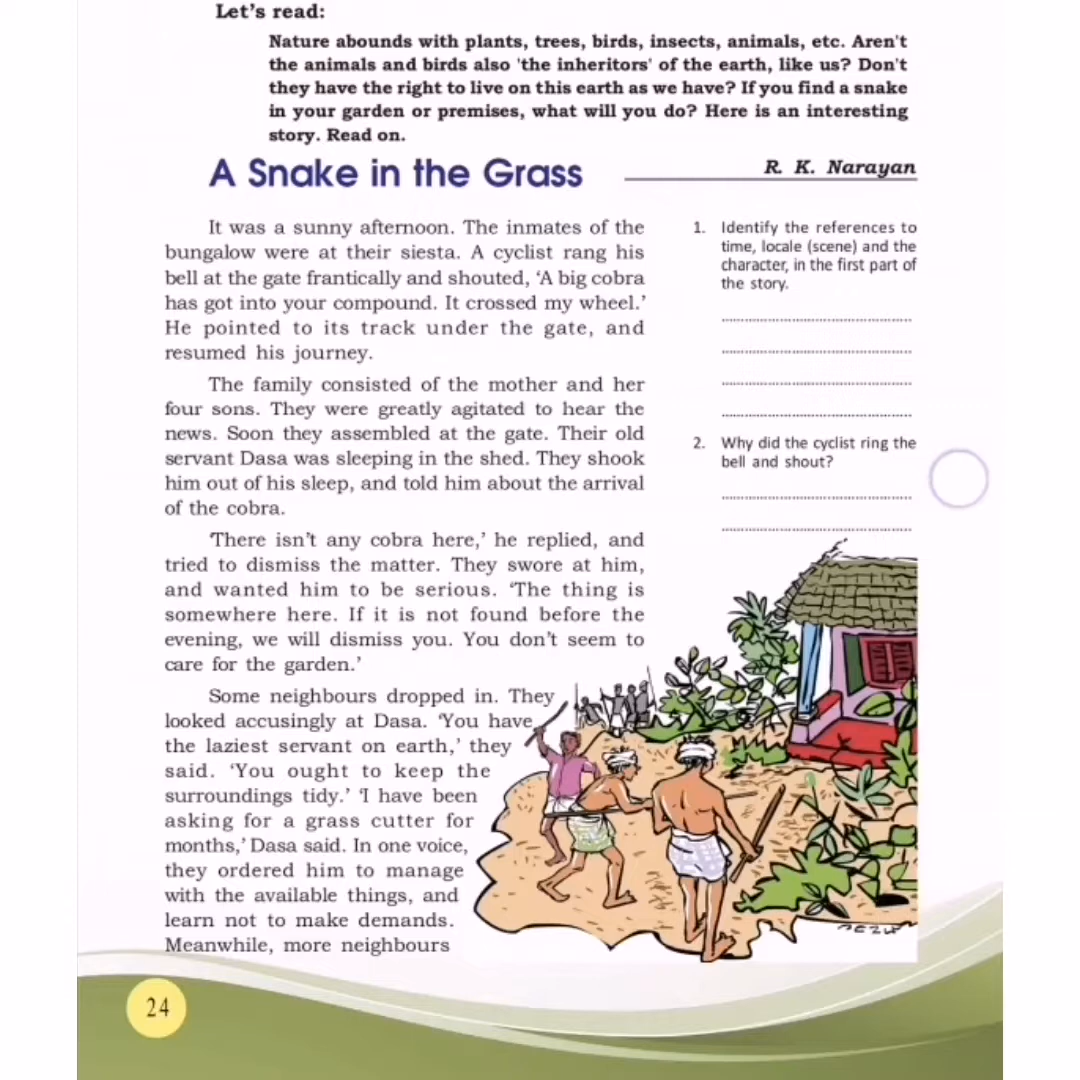 Let's read:
Nature abounds with plants, trees, birds, insects, animals, etc. Aren't
the animals and birds also 'the inheritors' of the earth, like us? Don't
they have the right to live on this earth as we have? If you find a snake
in your garden or premises, what will you do? Here is an interesting
story. Read on.
A Snake in the Grass
R. K. Narayan
It was a sunny afternoon. The inmates of the
bungalow were at their siesta. A cyclist rang his
bell at the gate frantically and shouted, 'A big cobra
has got into your compound. It crossed my wheel.'
He pointed to its track under the gate, and
resumed his journey.
The family consisted of the mother and her
four sons. They were greatly agitated to hear the
news. Soon they assembled at the gate. Their old
servant Dasa was sleeping in the shed. They shook
him out of his sleep, and told him about the arrival
of the cobra.
'There isn't any cobra here,' he replied, and
tried to dismiss the matter. They swore at him,
and wanted him to be serious. 'The thing is
somewhere here. If it is not found before the
evening, we will dismiss you. You don't seem to
care for the garden.'
Some neighbours dropped in. They
looked accusingly at Dasa. 'You have
the laziest servant on earth,' they
said. 'You ought to keep the
surroundings tidy.' 'I have been
asking for a grass cutter for
months,' Dasa said. In one voice,
they ordered him to manage
with the available things, and
learn not to make demands.
Meanwhile, more neighbours
1. Identify the references to
time, locale (scene) and the
character, in the first part of
the story.
2. Why did the cyclist ring the
bell and shout?
24